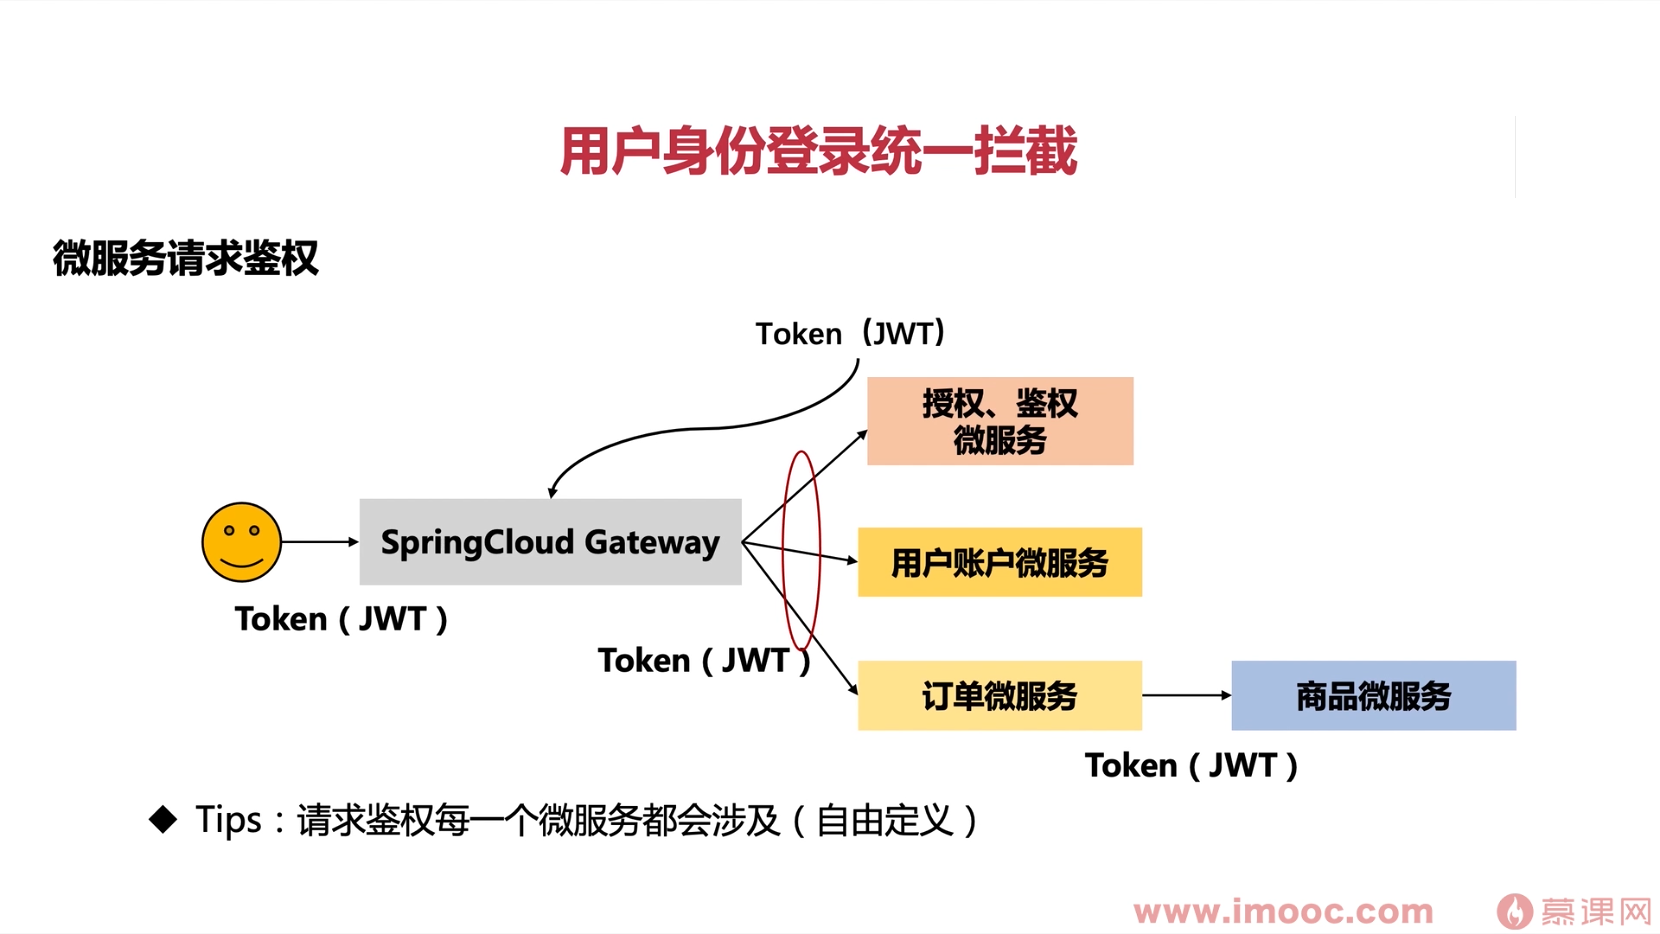 用户身份登录统一拦截
微服务请求鉴权
Token（JWT）
授权、鉴权
微服务
SpringCloud Gateway
用户账户微服务
Token（JWT）
Token（JWT）
订单微服务
商品微服务
Token（JWT）
◆ Tips：请求鉴权每一个微服务都会涉及（自由定义）
www.imooc.com
慕课网